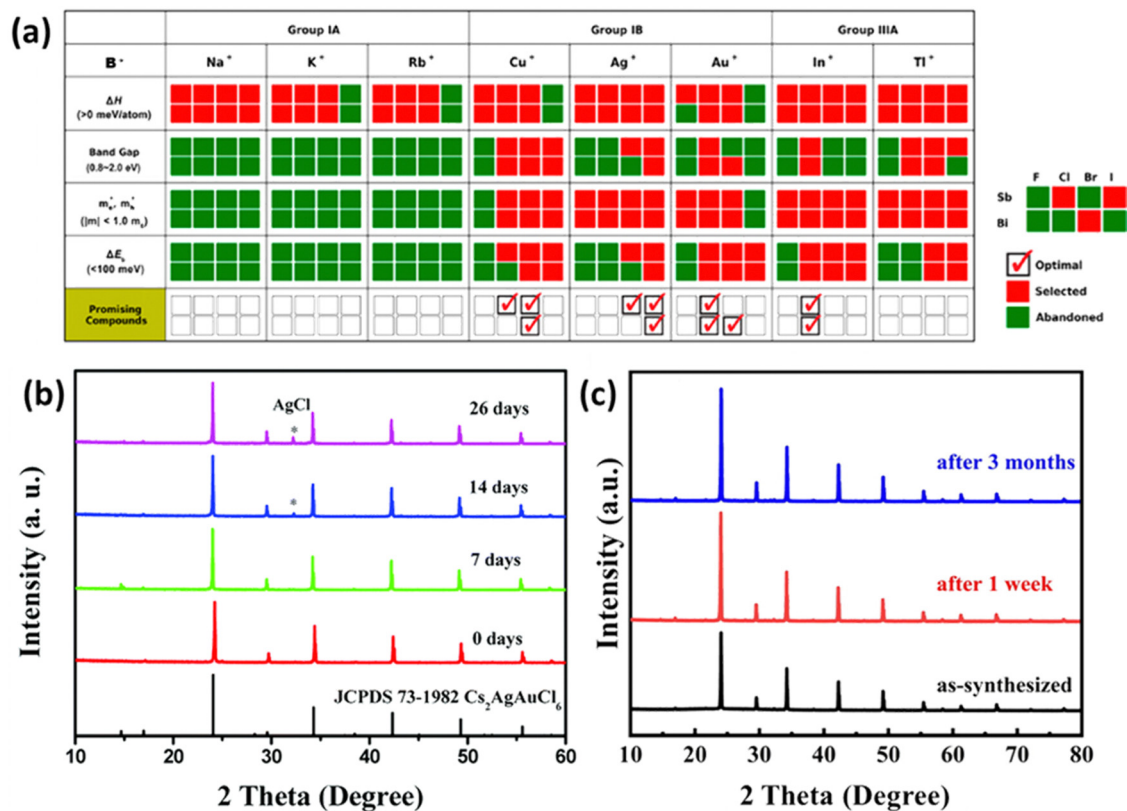 (a)
Group IA Group IB Group IIIA
B+ Na+ K+ Rb+ Cu+ Ag+ Au+ In+ Tl+
ΔH
(>0 meV/atom)
Band Gap
(0.8~2.0 eV)
F Cl Br I
Sb
Bi
(|m| < 1.0
Optimal
(<100 meV)
Selected
Promising
Compounds
Abandoned
(b)
AgCl
26 days
*
14 days
*
7 days
0 days
JCPDS 73-1982 Cs₂AgAuCl₆
Intensity (a. u.)
10 20 30 40 50 60
2 Theta (Degree)
(c)
after 3 months
after 1 week
as-synthesized
Intensity (a.u.)
10 20 30 40 50 60 70 80
2 Theta (Degree)